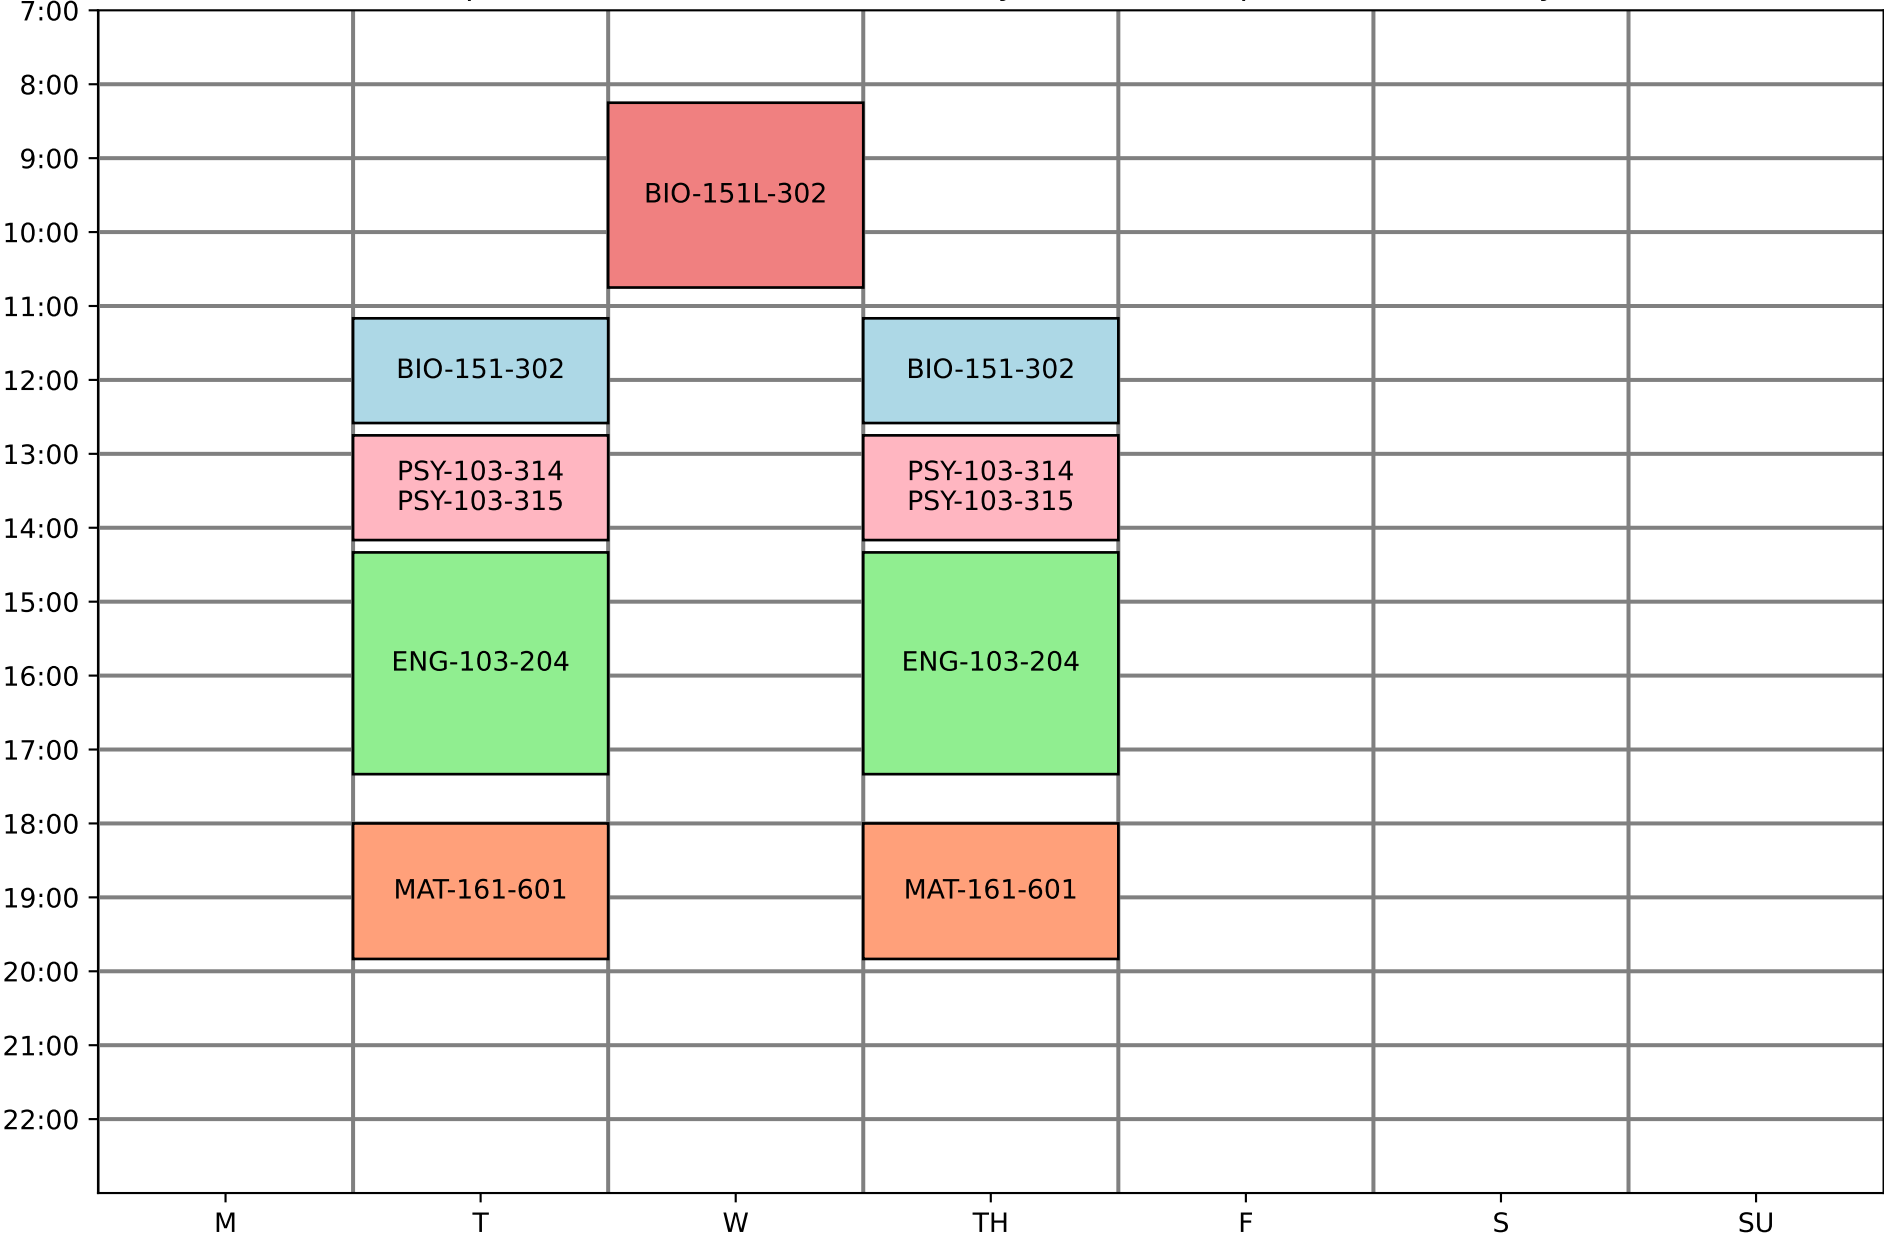 7:00
8:00
9:00
BIO-151L-302
10:00
11:00
BIO-151-302
BIO-151-302
12:00
13:00
PSY-103-314
PSY-103-315
PSY-103-314
PSY-103-315
14:00
15:00
ENG-103-204
ENG-103-204
16:00
17:00
18:00
MAT-161-601
MAT-161-601
19:00
20:00
21:00
22:00
M
T
W
TH
F
S
SU